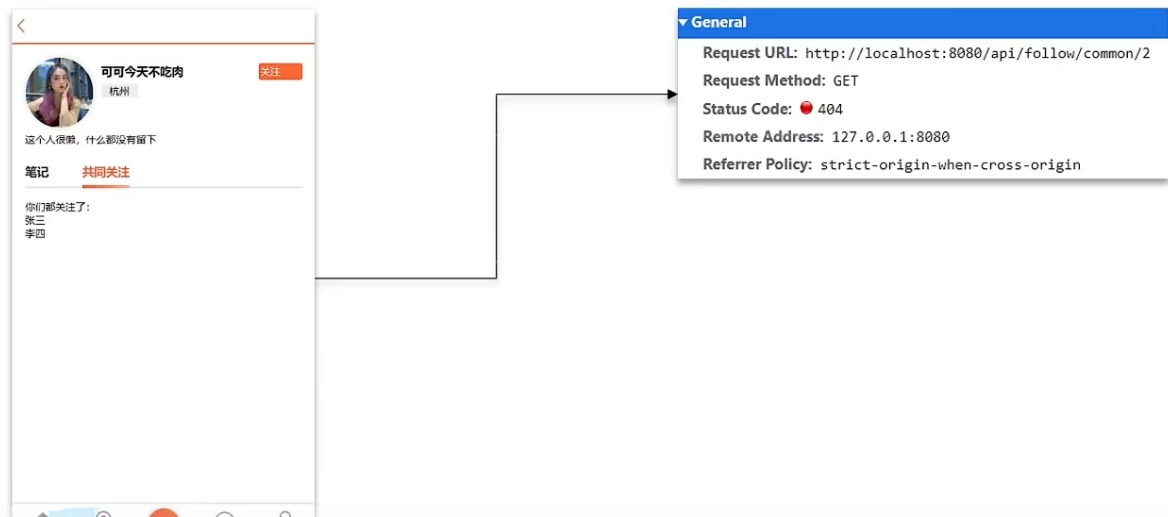 可可今天不吃肉
关注
杭州
这个人很懒，什么都没有留下
笔记 共同关注
你们都关注了：
张三
李四
General
Request URL: http://localhost:8080/api/follow/common/2
Request Method: GET
Status Code: 404
Remote Address: 127.0.0.1:8080
Referrer Policy: strict-origin-when-cross-origin